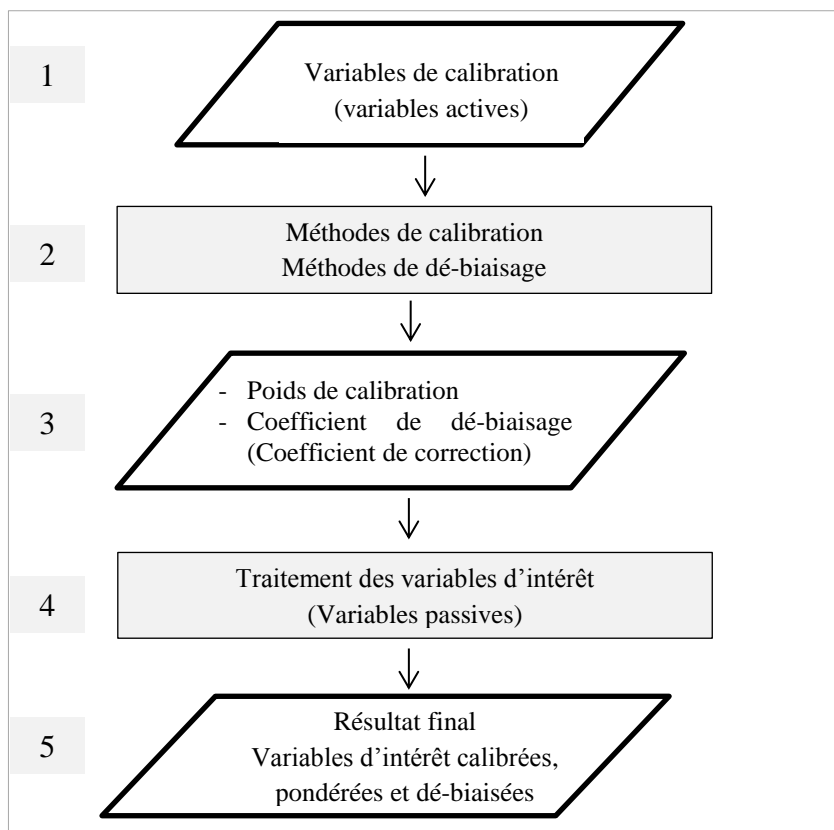 1
Variables de calibration
(variables actives)
2
Méthodes de calibration
Méthodes de dé-biaisage
3
- Poids de calibration
- Coefficient de dé-biaisage
(Coefficient de correction)
4
Traitement des variables d’intérêt
(Variables passives)
5
Résultat final
Variables d’intérêt calibrées,
pondérées et dé-biaisées